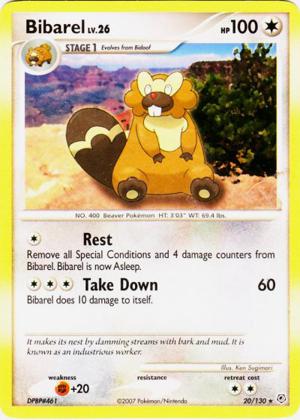 Bibarel LV.26 HP 100
STAGE 1 Evolves from Bidoof
NO. 400 Beaver Pokémon HT: 3'03" WT: 69.4 lbs.
Rest
Remove all Special Conditions and 4 damage counters from
Bibarel. Bibarel is now Asleep.
Take Down 60
Bibarel does 10 damage to itself.
It makes its nest by damming streams with bark and mud. It is
known as an industrious worker.
Illus. Ken Sugimori
weakness resistance retreat cost
+20
DPBP#461 ©2007 Pokémon/Nintendo 20/130 ★